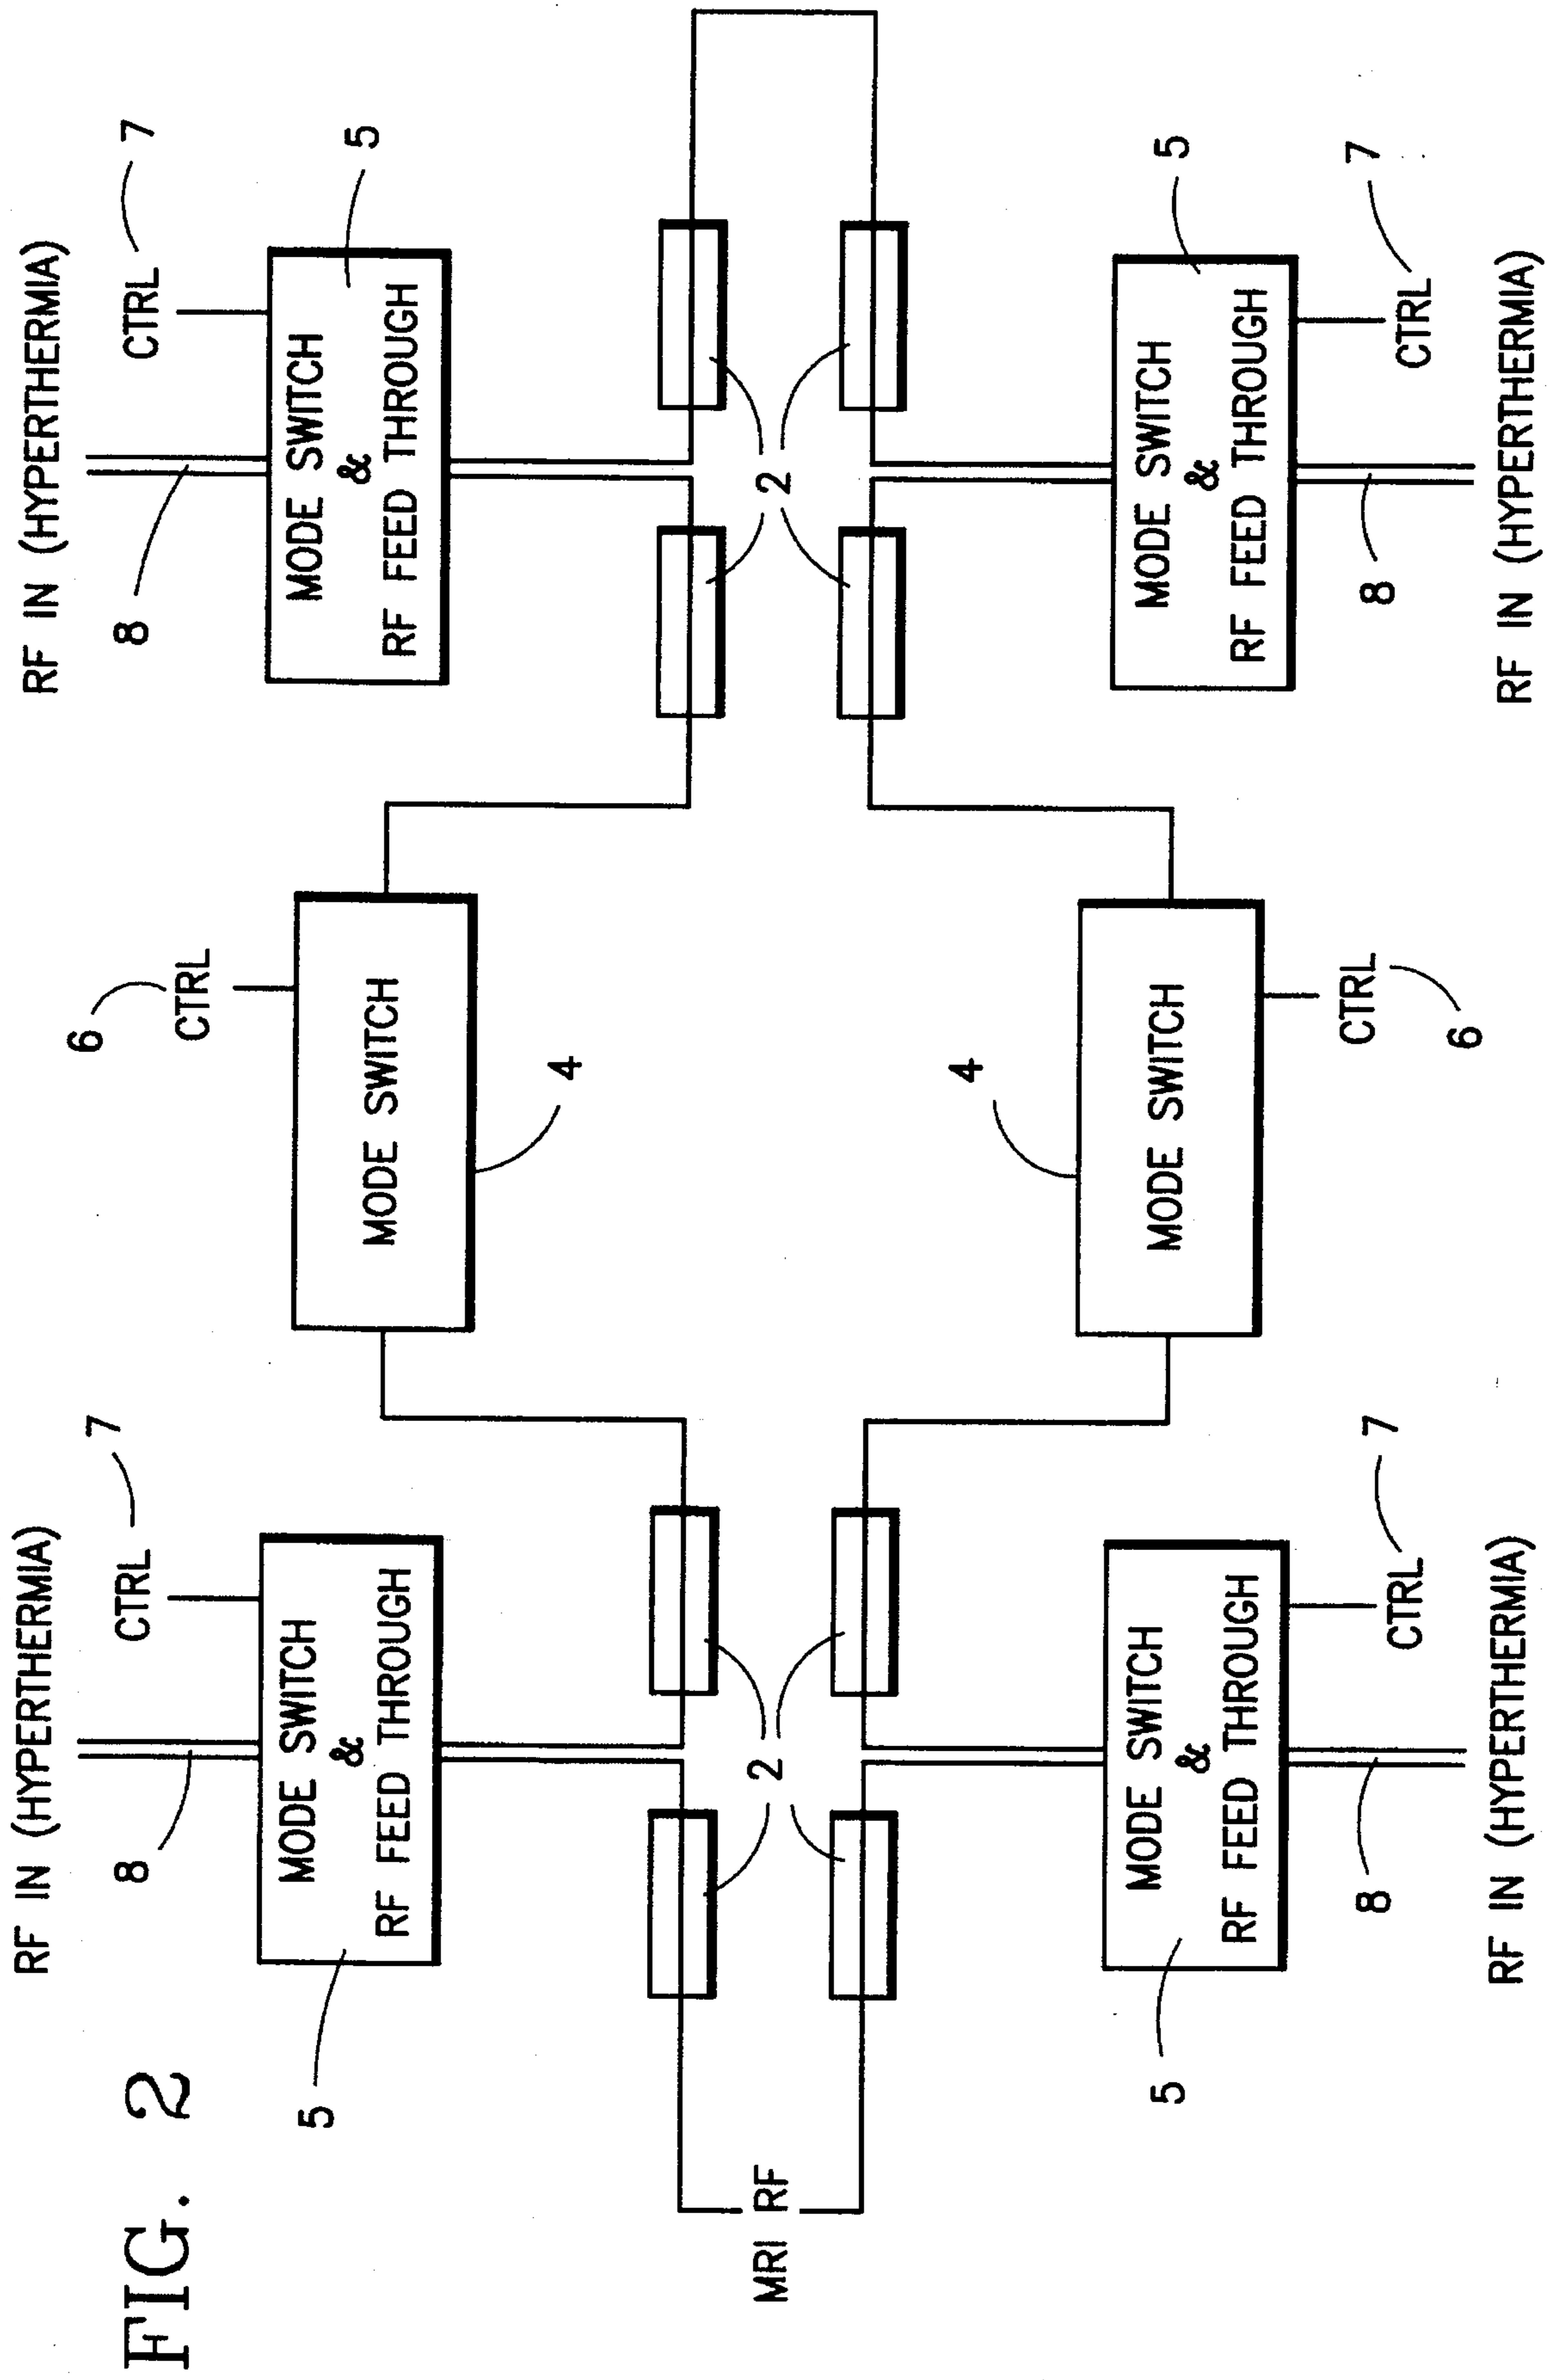 FIG. 2
RF IN (HYPERTHERMIA)
8
CTRL
7
5
MODE SWITCH
&
RF FEED THROUGH
6
CTRL
MODE SWITCH
4
RF IN (HYPERTHERMIA)
8
CTRL
7
MODE SWITCH
&
RF FEED THROUGH
5
MRI RF
2
2
5
MODE SWITCH
&
RF FEED THROUGH
8
CTRL
7
RF IN (HYPERTHERMIA)
4
MODE SWITCH
CTRL
6
MODE SWITCH
&
RF FEED THROUGH
5
8
CTRL
7
RF IN (HYPERTHERMIA)